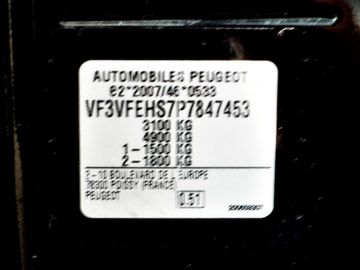 AUTOMOBILES PEUGEOT
e2*2007/46*0533
VF3VFEHS7P7847453
3100 KG
4900 KG
1-1500 KG
2-1800 KG
2-10 BOULEVARD DE L'EUROPE
78300 POISSY (FRANCE)
PEUGEOT 0.51